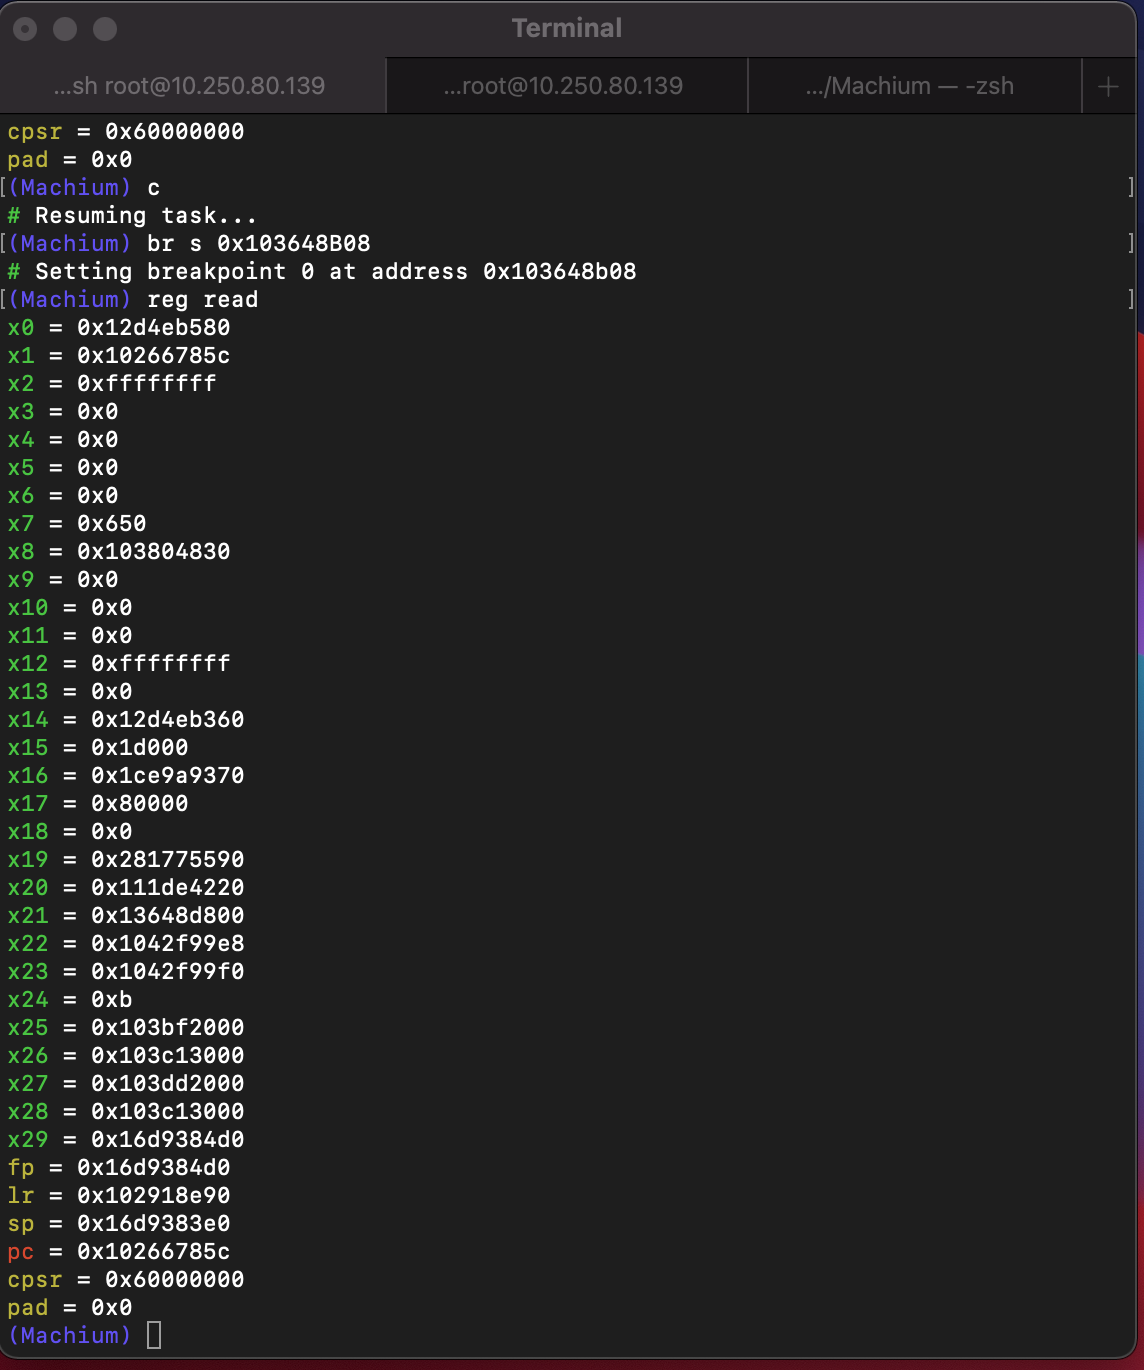 Terminal
...sh root@10.250.80.139
...root@10.250.80.139
.../Machium — -zsh
+
cpsr = 0x60000000
pad = 0x0
[(Machium) c ]
# Resuming task...
[(Machium) br s 0x103648B08 ]
# Setting breakpoint 0 at address 0x103648b08
[(Machium) reg read ]
x0 = 0x12d4eb580
x1 = 0x10266785c
x2 = 0xffffffff
x3 = 0x0
x4 = 0x0
x5 = 0x0
x6 = 0x0
x7 = 0x650
x8 = 0x103804830
x9 = 0x0
x10 = 0x0
x11 = 0x0
x12 = 0xffffffff
x13 = 0x0
x14 = 0x12d4eb360
x15 = 0x1d000
x16 = 0x1ce9a9370
x17 = 0x80000
x18 = 0x0
x19 = 0x281775590
x20 = 0x111de4220
x21 = 0x13648d800
x22 = 0x1042f99e8
x23 = 0x1042f99f0
x24 = 0xb
x25 = 0x103bf2000
x26 = 0x103c13000
x27 = 0x103dd2000
x28 = 0x103c13000
x29 = 0x16d9384d0
fp = 0x16d9384d0
lr = 0x102918e90
sp = 0x16d9383e0
pc = 0x10266785c
cpsr = 0x60000000
pad = 0x0
(Machium)